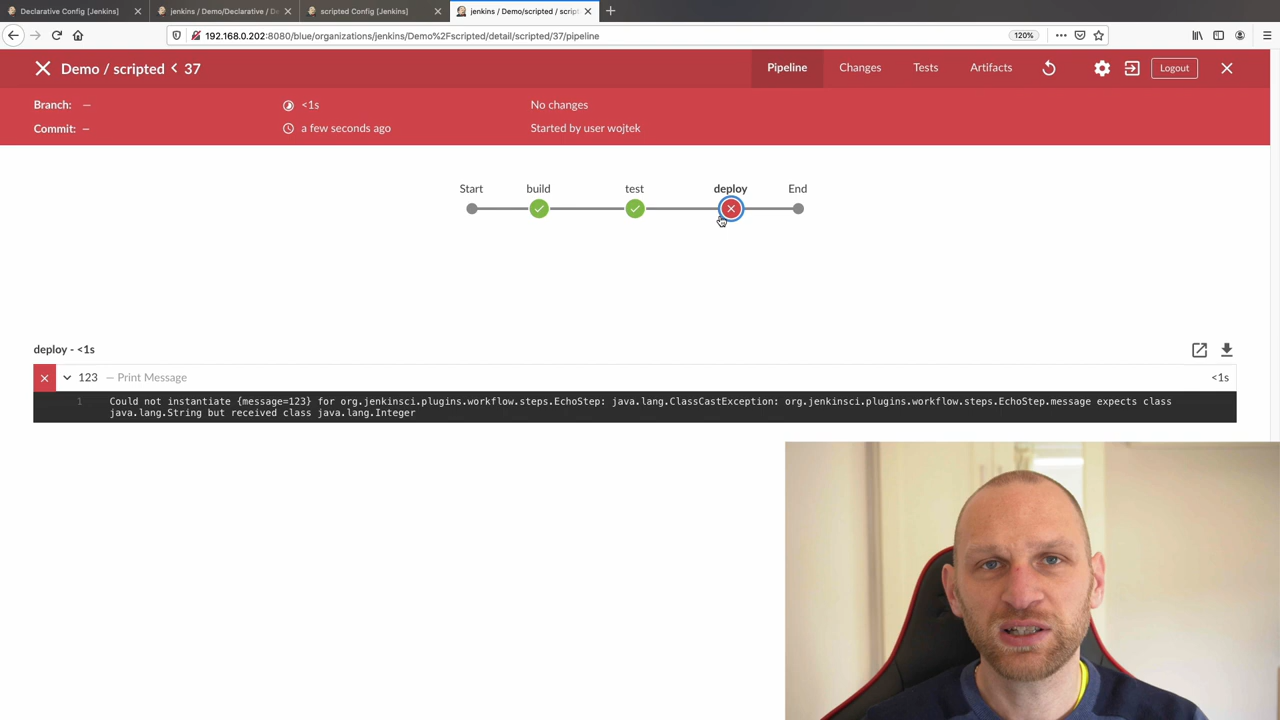 Declarative Config [Jenkins]
jenkins / Demo/Declarative / De
scripted Config [Jenkins]
jenkins / Demo/scripted / script
192.168.0.202:8080/blue/organizations/jenkins/Demo%2Fscripted/detail/scripted/37/pipeline
120%
Demo / scripted < 37
Pipeline
Changes
Tests
Artifacts
Logout
Branch: —
<1s
No changes
Commit: —
a few seconds ago
Started by user wojtek
Start
build
test
deploy
End
deploy - <1s
123 — Print Message
<1s
1 Could not instantiate {message=123} for org.jenkinsci.plugins.workflow.steps.EchoStep: java.lang.ClassCastException: org.jenkinsci.plugins.workflow.steps.EchoStep.message expects class
java.lang.String but received class java.lang.Integer